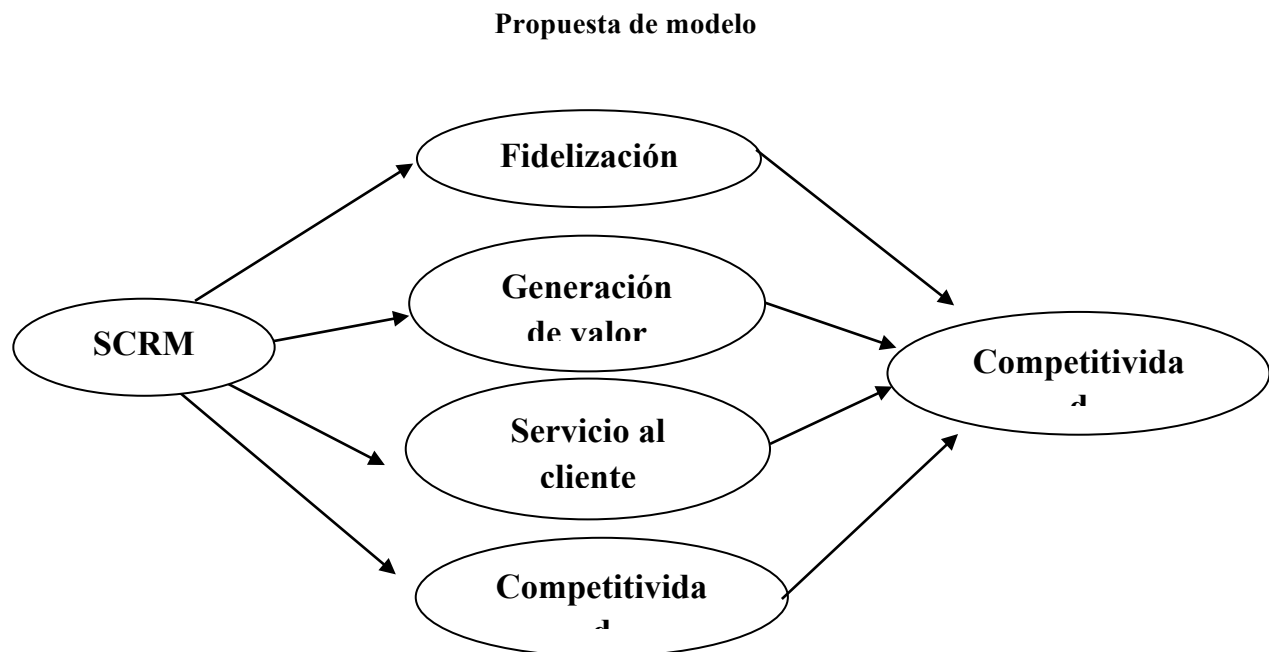 Propuesta de modelo
Fidelización
Generación
de valor
SCRM
Servicio al
cliente
Competitivida
d
Competitivida
d